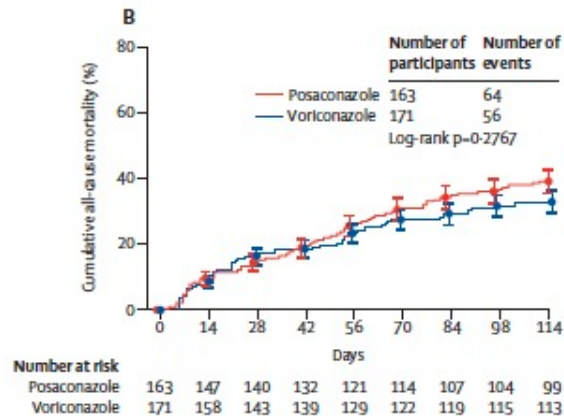 B
Number of Number of
participants events
Posaconazole 163 64
Voriconazole 171 56
Log-rank p=0·2767
Cumulative all-cause mortality (%)
80
60
40
20
0
0 14 28 42 56 70 84 98 114
Days
Number at risk
Posaconazole 163 147 140 132 121 114 107 104 99
Voriconazole 171 158 143 139 129 122 119 115 113